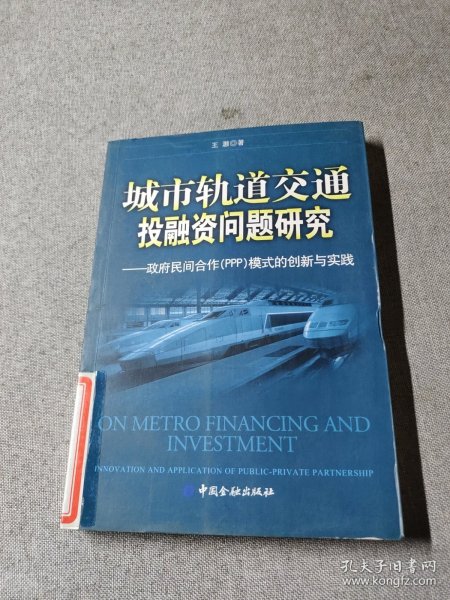 王 灏◎著
城市轨道交通
投融资问题研究
——政府民间合作(PPP)模式的创新与实践
ON METRO FINANCING AND
INVESTMENT
INNOVATION AND APPLICATION OF PUBLIC-PRIVATE PARTNERSHIP
中国金融出版社
孔夫子旧书网
www.kongfz.com